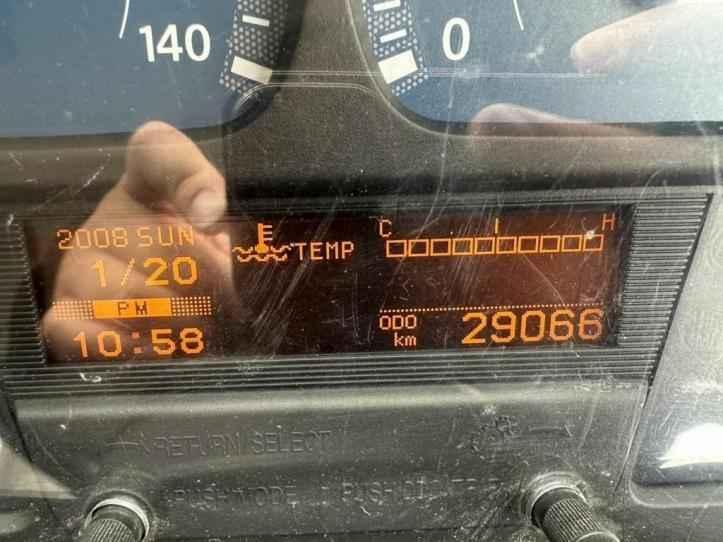 140
0
2008 SUN
1/20
PM
10:58
TEMP
C
H
ODO
km
29066
RETURN/SELECT
PUSH MODE